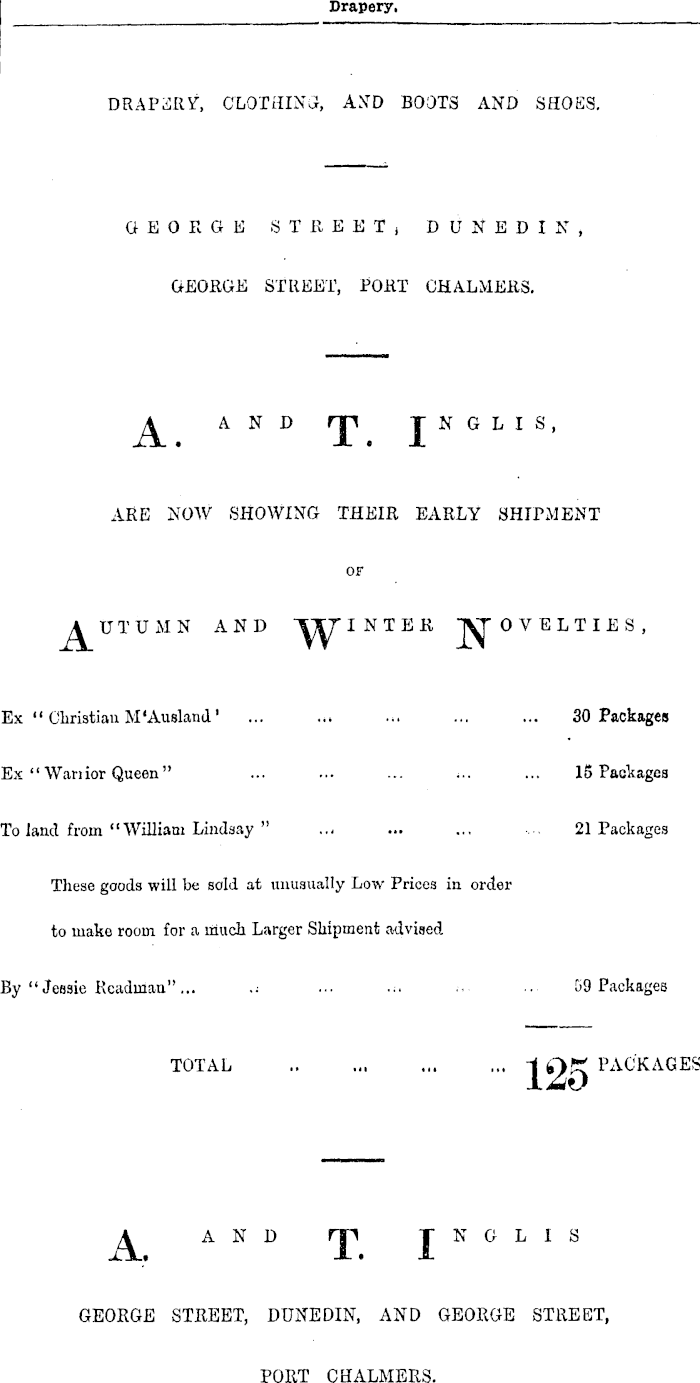 Drapery.
DRAPERY, CLOTHING, AND BOOTS AND SHOES.
GEORGE STREET, DUNEDIN,
GEORGE STREET, PORT CHALMERS.
A. AND T. INGLIS,
ARE NOW SHOWING THEIR EARLY SHIPMENT
OF
AUTUMN AND WINTER NOVELTIES,
Ex "Christian M'Ausland' ... ... ... ... ... 30 Packages
Ex "Warrior Queen" ... ... ... ... ... 15 Packages
To land from "William Lindsay" ... ... ... ... 21 Packages
These goods will be sold at unusually Low Prices in order
to make room for a much Larger Shipment advised
By "Jessie Readman"... ... ... ... ... ... 59 Packages
TOTAL .. ... ... ... 125 PACKAGES
A. AND T. INGLIS
GEORGE STREET, DUNEDIN, AND GEORGE STREET,
PORT CHALMERS.